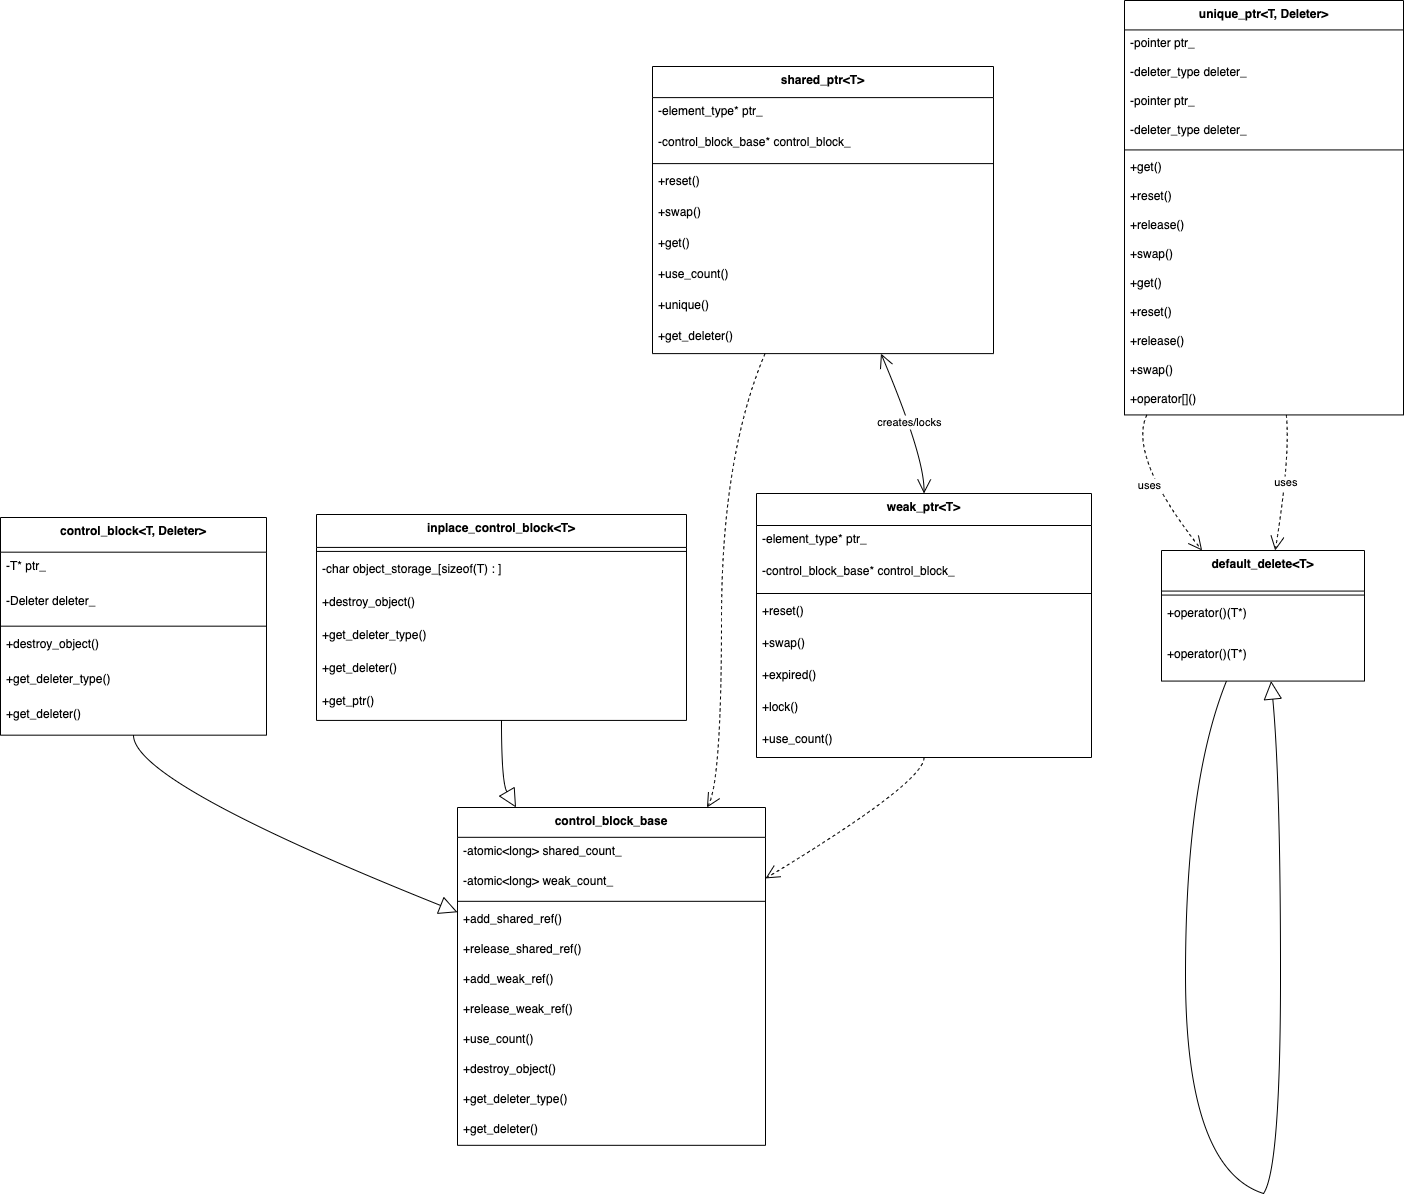 unique_ptr<T, Deleter>
-pointer ptr_
-deleter_type deleter_
-pointer ptr_
-deleter_type deleter_
+get()
+reset()
+release()
+swap()
+get()
+reset()
+release()
+swap()
+operator[]()
shared_ptr<T>
-element_type* ptr_
-control_block_base* control_block_
+reset()
+swap()
+get()
+use_count()
+unique()
+get_deleter()
creates/locks
uses
uses
control_block<T, Deleter>
-T* ptr_
-Deleter deleter_
+destroy_object()
+get_deleter_type()
+get_deleter()
inplace_control_block<T>
-char object_storage_[sizeof(T) : ]
+destroy_object()
+get_deleter_type()
+get_deleter()
+get_ptr()
weak_ptr<T>
-element_type* ptr_
-control_block_base* control_block_
+reset()
+swap()
+expired()
+lock()
+use_count()
default_delete<T>
+operator()(T*)
+operator()(T*)
control_block_base
-atomic<long> shared_count_
-atomic<long> weak_count_
+add_shared_ref()
+release_shared_ref()
+add_weak_ref()
+release_weak_ref()
+use_count()
+destroy_object()
+get_deleter_type()
+get_deleter()